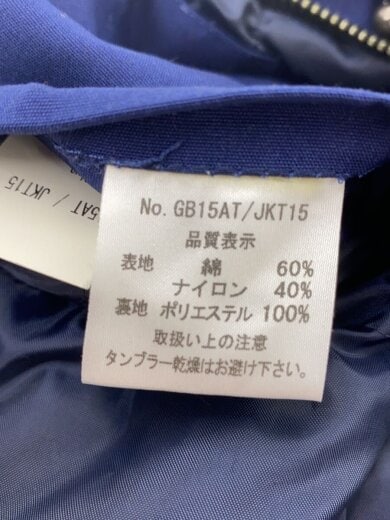 No. GB15AT/JKT15
品質表示
表地 綿 60%
ナイロン 40%
裏地 ポリエステル 100%
取扱い上の注意
タンブラー乾燥はお避け下さい。
5AT / JKT15